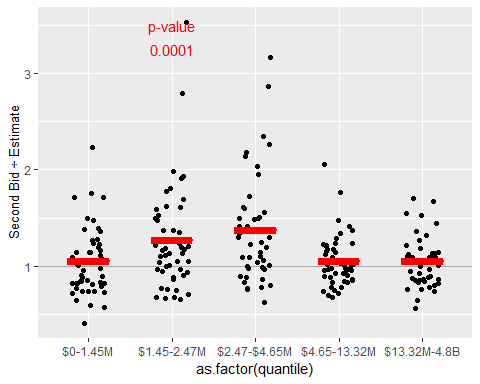 p-value
0.0001
3
2
1
Second Bid ÷ Estimate
$0-1.45M
$1.45-2.47M
$2.47-$4.65M
$4.65-13.32M
$13.32M-4.8B
as.factor(quantile)